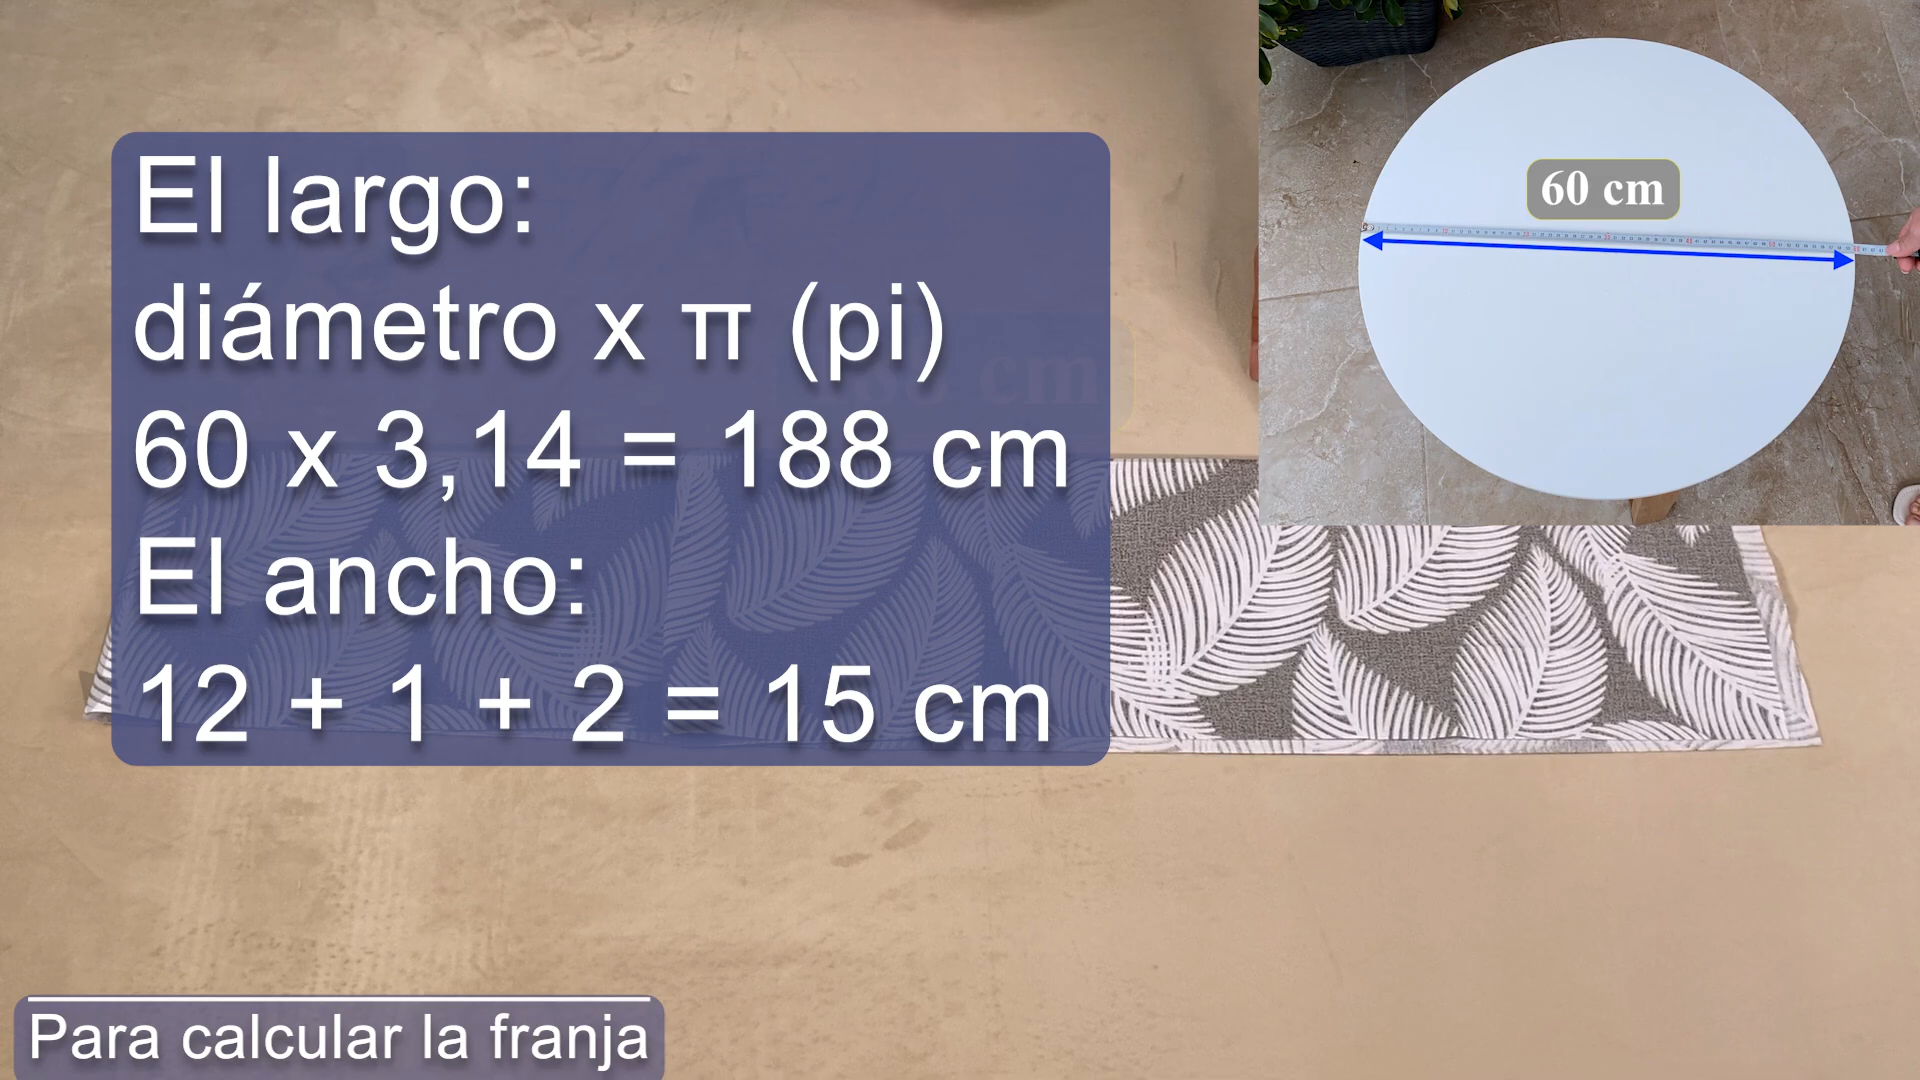 El largo:
diámetro x π (pi)
60 x 3,14 = 188 cm
El ancho:
12 + 1 + 2 = 15 cm
60 cm
Para calcular la franja